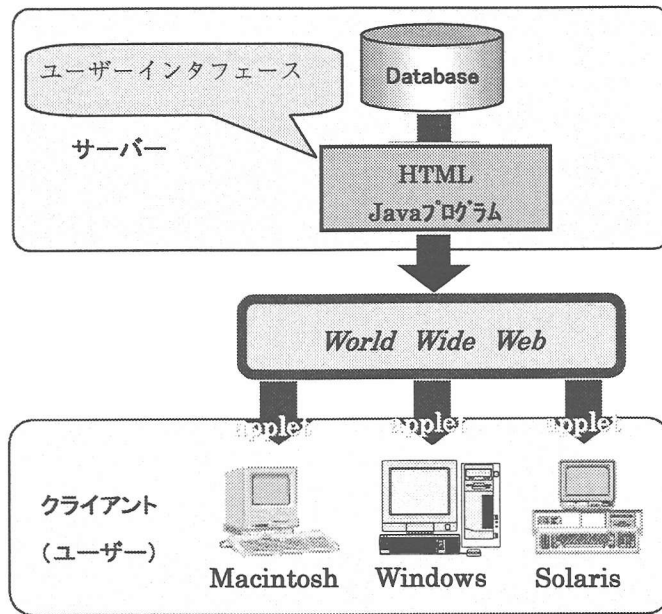 ユーザーインタフェース
Database
サーバー
HTML
Javaプログラム
World Wide Web
applet applet applet
クライアント
(ユーザー)
Macintosh Windows Solaris